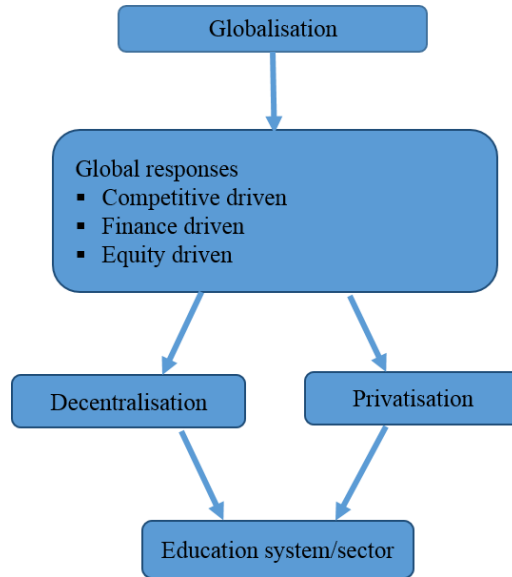 Globalisation
Global responses
▪ Competitive driven
▪ Finance driven
▪ Equity driven
Decentralisation
Privatisation
Education system/sector